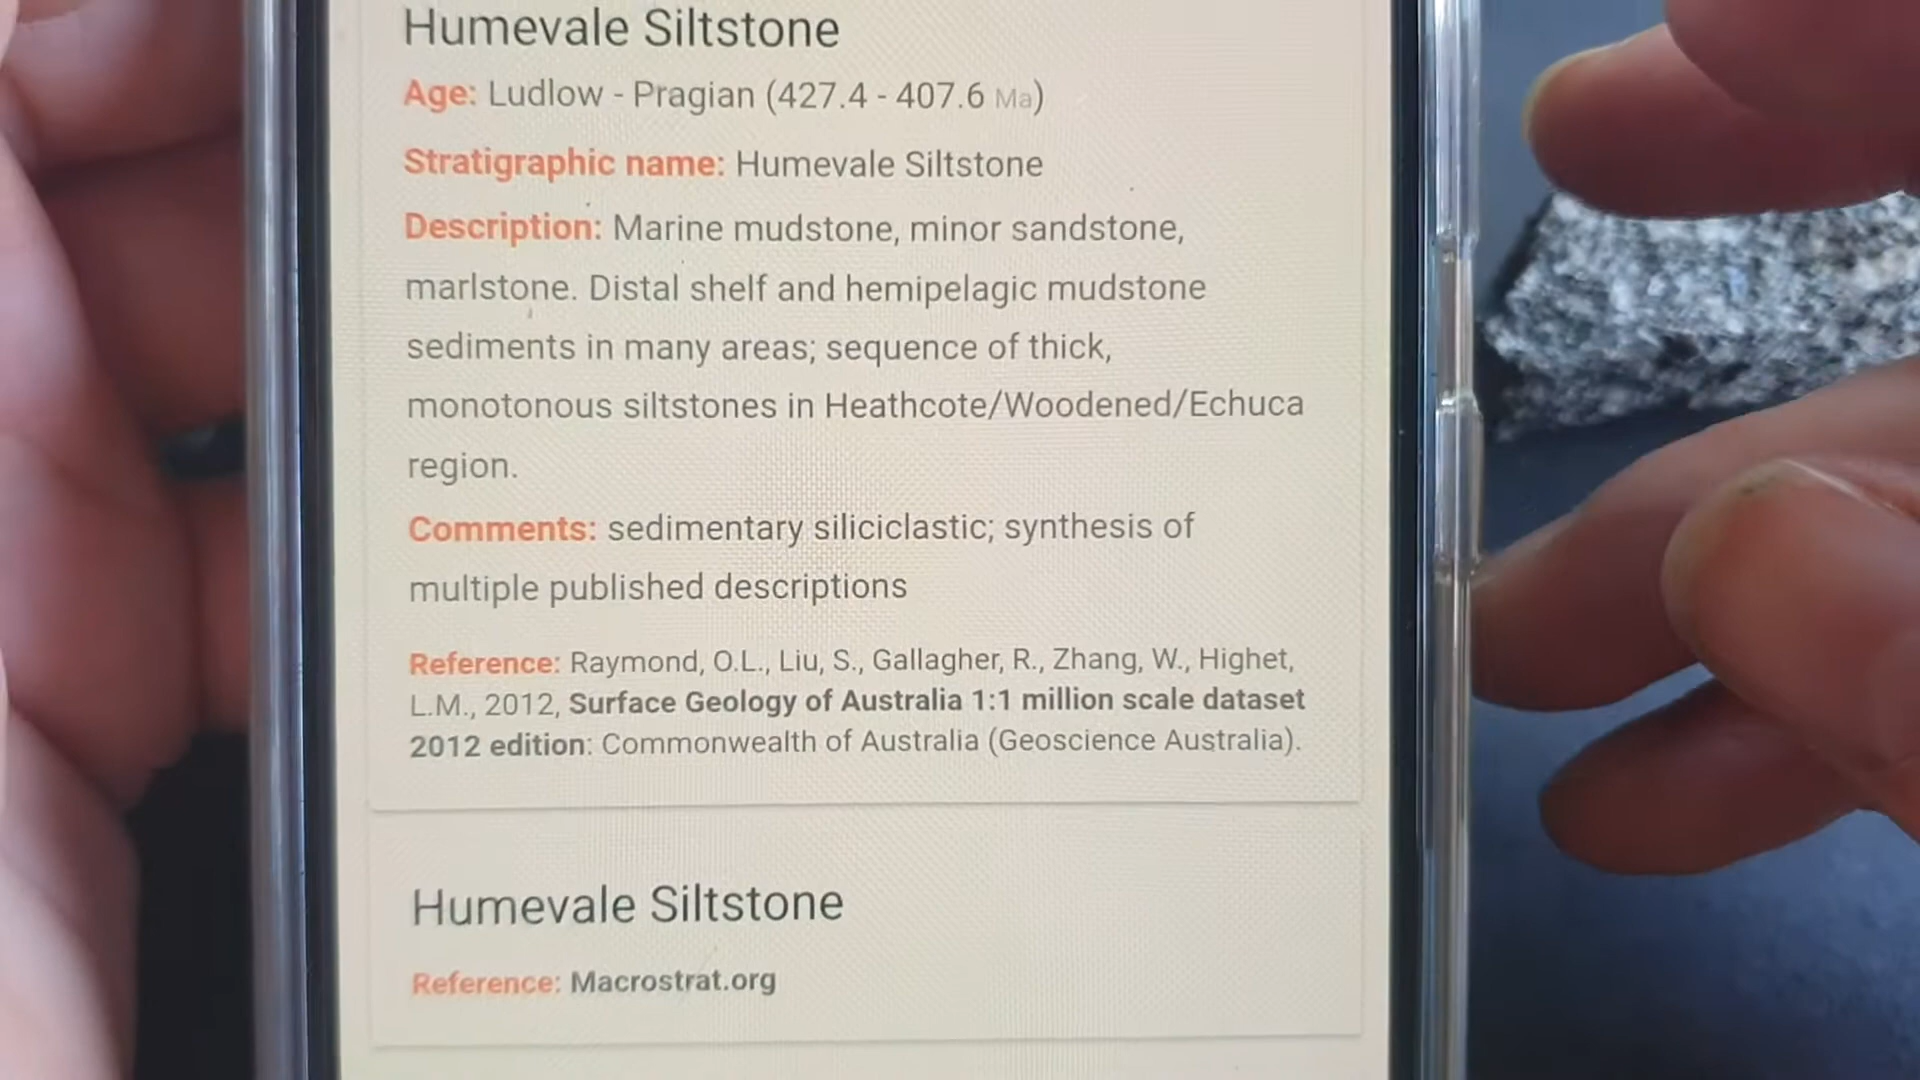 Humevale Siltstone
Age: Ludlow - Pragian (427.4 - 407.6 Ma)
Stratigraphic name: Humevale Siltstone
Description: Marine mudstone, minor sandstone,
marlstone. Distal shelf and hemipelagic mudstone
sediments in many areas; sequence of thick,
monotonous siltstones in Heathcote/Woodened/Echuca
region.
Comments: sedimentary siliciclastic; synthesis of
multiple published descriptions
Reference: Raymond, O.L., Liu, S., Gallagher, R., Zhang, W., Highet,
L.M., 2012, Surface Geology of Australia 1:1 million scale dataset
2012 edition: Commonwealth of Australia (Geoscience Australia).
Humevale Siltstone
Reference: Macrostrat.org